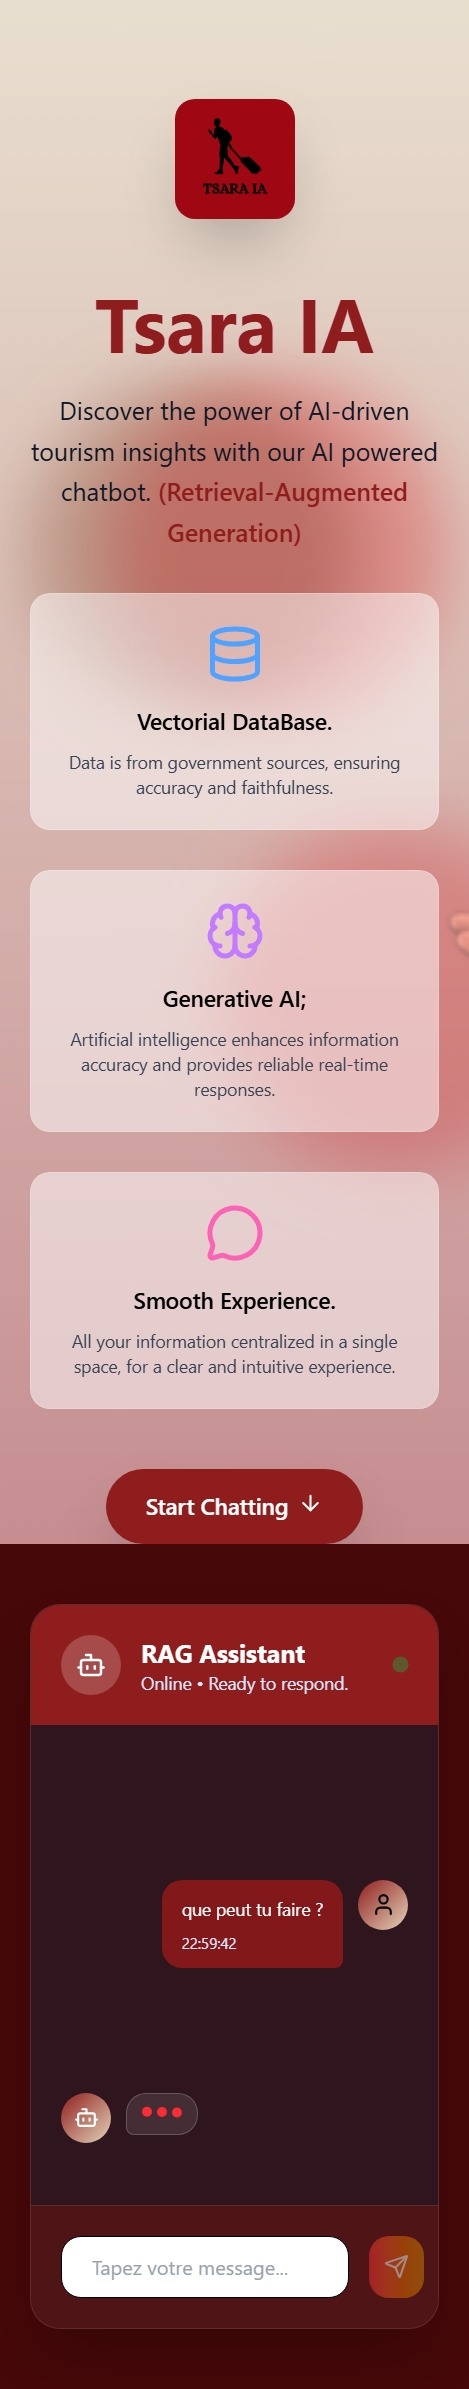 TSARA IA
Tsara IA
Discover the power of AI-driven
tourism insights with our AI powered
chatbot. (Retrieval-Augmented
Generation)
Vectorial DataBase.
Data is from government sources, ensuring
accuracy and faithfulness.
Generative AI;
Artificial intelligence enhances information
accuracy and provides reliable real-time
responses.
Smooth Experience.
All your information centralized in a single
space, for a clear and intuitive experience.
Start Chatting
RAG Assistant
Online • Ready to respond.
que peut tu faire ?
22:59:42
Tapez votre message...